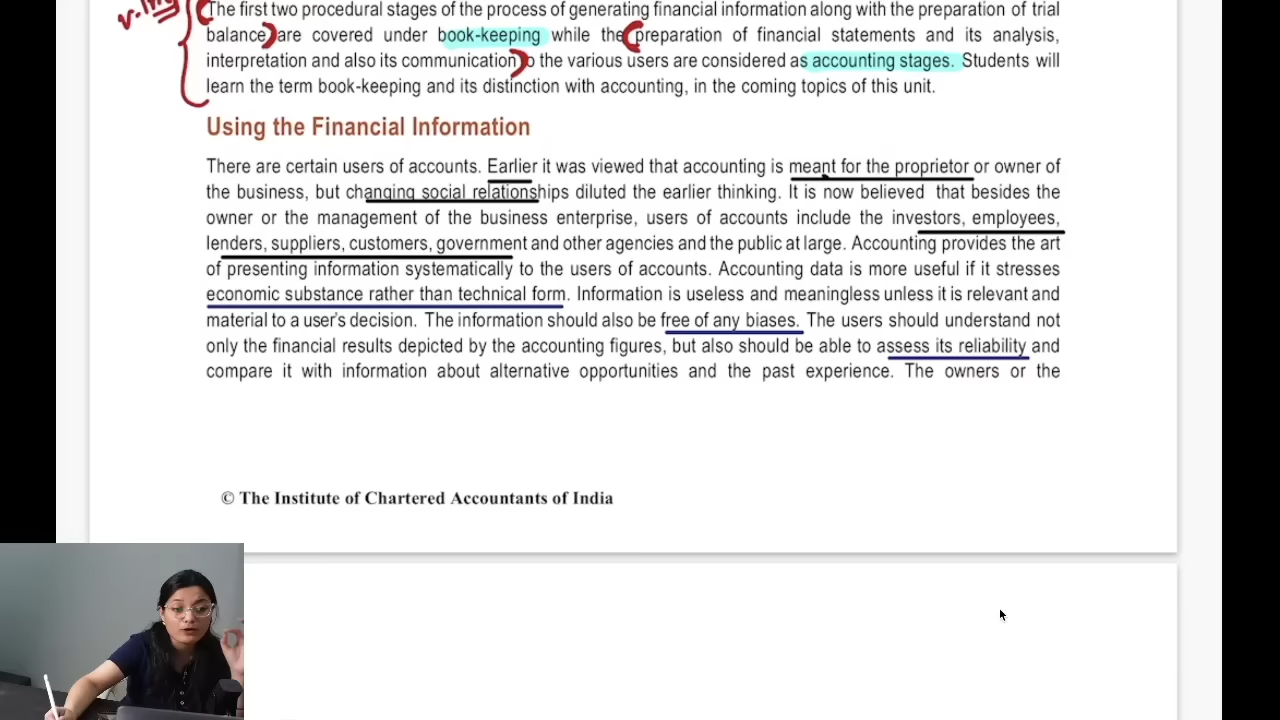 v. imp
The first two procedural stages of the process of generating financial information along with the preparation of trial
balance are covered under book-keeping while the preparation of financial statements and its analysis,
interpretation and also its communication to the various users are considered as accounting stages. Students will
learn the term book-keeping and its distinction with accounting, in the coming topics of this unit.
Using the Financial Information
There are certain users of accounts. Earlier it was viewed that accounting is meant for the proprietor or owner of
the business, but changing social relationships diluted the earlier thinking. It is now believed that besides the
owner or the management of the business enterprise, users of accounts include the investors, employees,
lenders, suppliers, customers, government and other agencies and the public at large. Accounting provides the art
of presenting information systematically to the users of accounts. Accounting data is more useful if it stresses
economic substance rather than technical form. Information is useless and meaningless unless it is relevant and
material to a user's decision. The information should also be free of any biases. The users should understand not
only the financial results depicted by the accounting figures, but also should be able to assess its reliability and
compare it with information about alternative opportunities and the past experience. The owners or the
© The Institute of Chartered Accountants of India